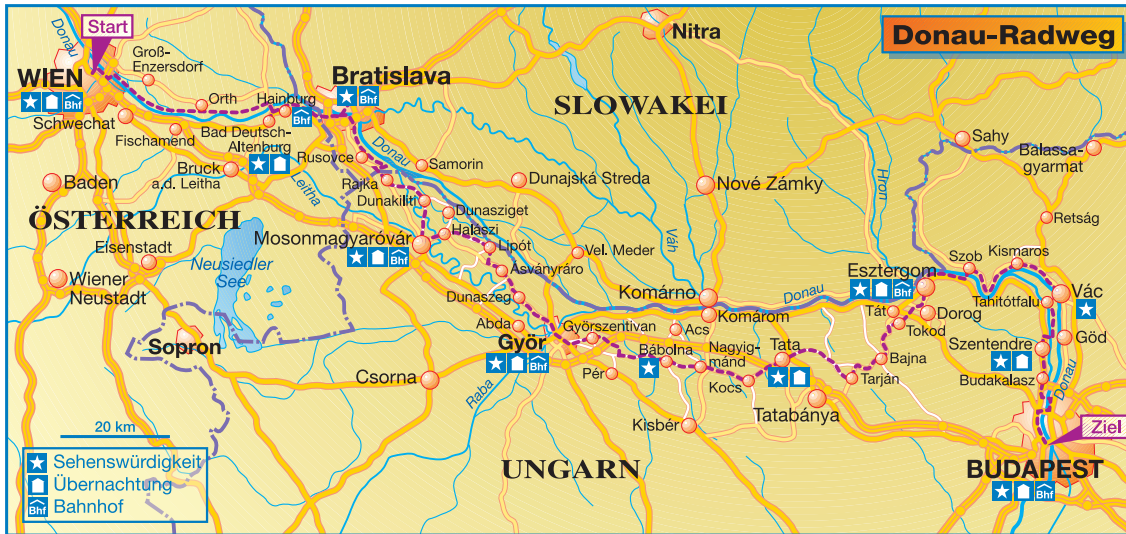 Donau-Radweg
Donau
Start
Groß-
Enzersdorf
WIEN
Bhf
Schwechat
Orth
Hainburg
Bhf
Fischamend
Bad Deutsch-
Altenburg
Bratislava
Bhf
Nitra
SLOWAKEI
Bruck
a.d. Leitha
Leitha
Baden
ÖSTERREICH
Eisenstadt
Neusiedler
See
Wiener
Neustadt
Sopron
Rusovce
Donau
Samorin
Rajka
Dunakiliti
Dunasziget
Halászi
Mosonmagyaróvár
Bhf
Lipót
Ásványráro
Dunaszeg
Abda
Györ
Bhf
Csorna
Raba
Dunajská Streda
Vel. Meder
Nové Zámky
Váh
Hron
Sahy
Balassa-
gyarmat
Retság
Komárno
Donau
Komárom
Györszentivan
Acs
Pér
Bábolna
Nagyig-
mánd
Kocs
Kisbér
Tata
Tatabánya
Tarján
Bajna
Esztergom
Bhf
Tát
Dorog
Tokod
Szob
Kismaros
Tahitótfalu
Vác
Szentendre
Göd
Budakalasz
Donau
Ziel
BUDAPEST
Bhf
UNGARN
20 km
Sehenswürdigkeit
Übernachtung
Bhf Bahnhof